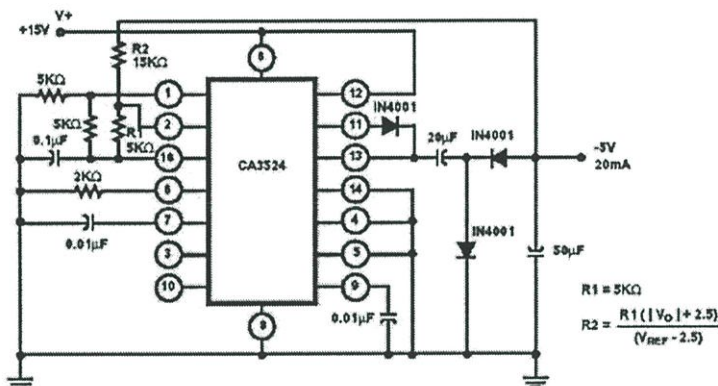 V+
+15V
R2
15KΩ
5KΩ
5KΩ
R1
5KΩ
0.1μF
2KΩ
0.01μF
1
2
16
6
7
3
10
CA3524
8
12
11
13
14
4
5
9
IN4001
20μF
IN4001
IN4001
-5V
20mA
50μF
0.01μF
R1 = 5KΩ
R2 = R1 ( | VO | + 2.5)
(VREF - 2.5)